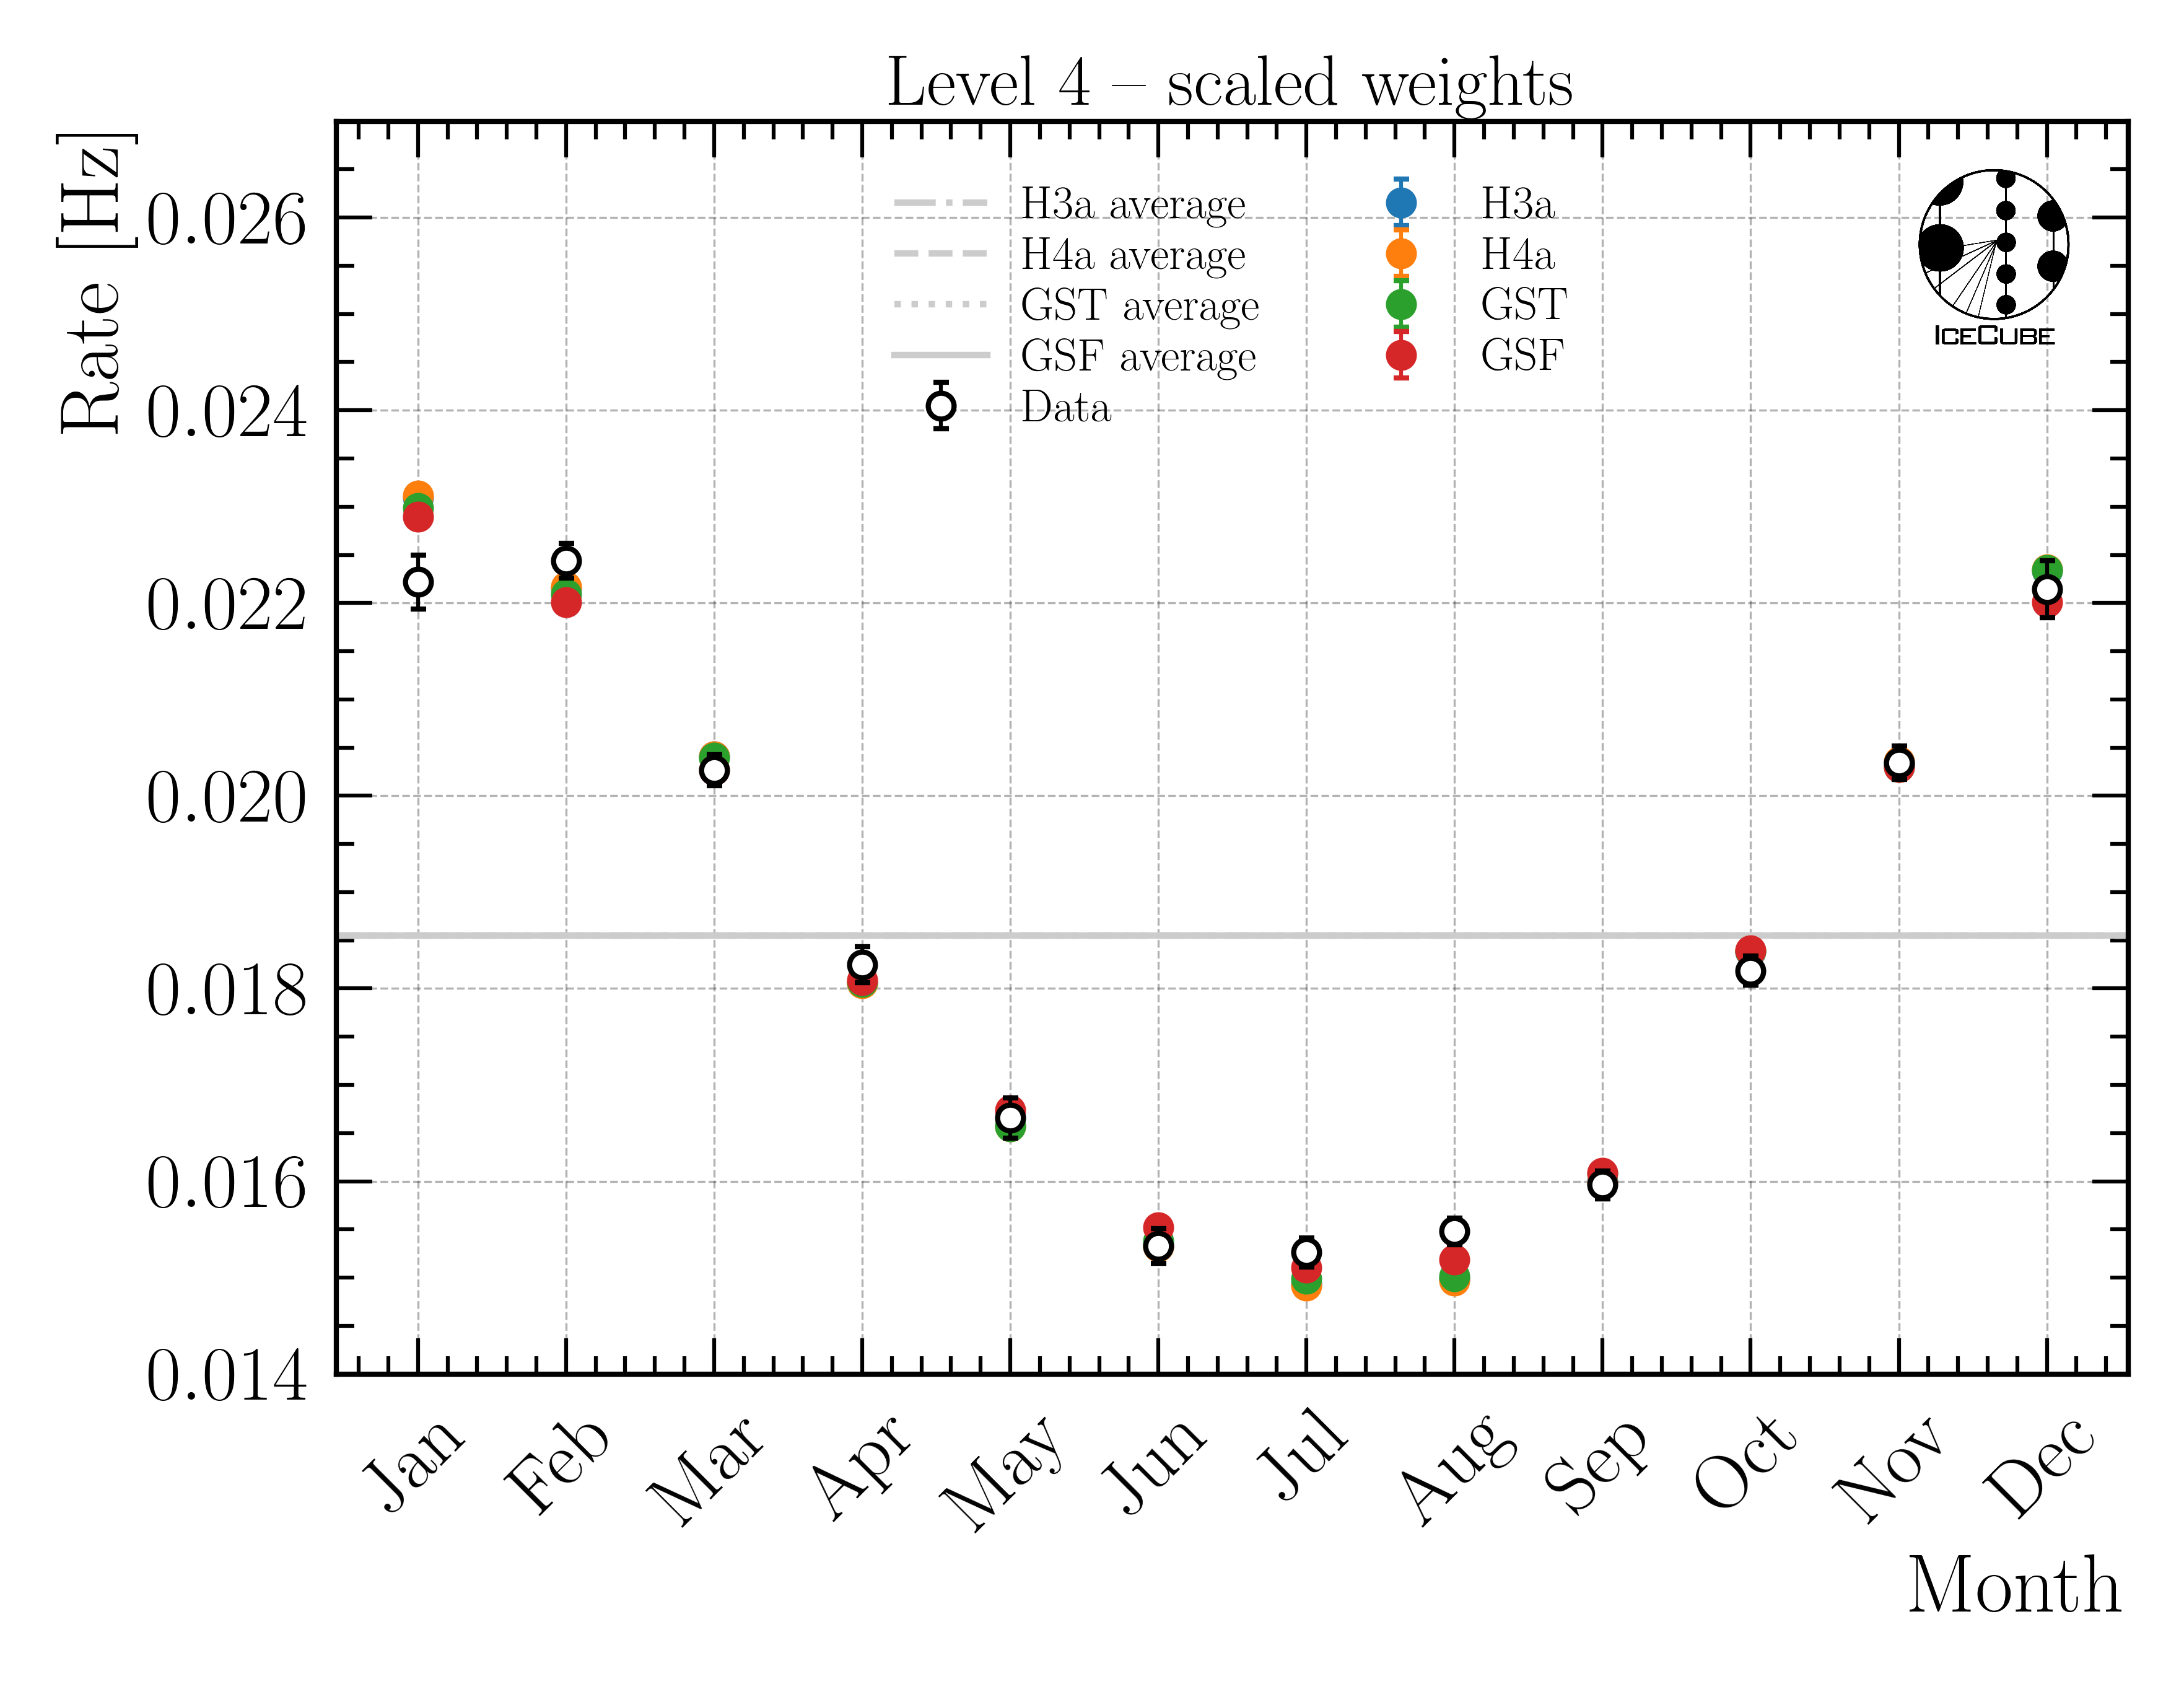 Level 4 – scaled weights
Rate [Hz]
0.026
0.024
0.022
0.020
0.018
0.016
0.014
H3a average
H4a average
GST average
GSF average
Data
H3a
H4a
GST
GSF
ICECUBE
Jan
Feb
Mar
Apr
May
Jun
Jul
Aug
Sep
Oct
Nov
Dec
Month